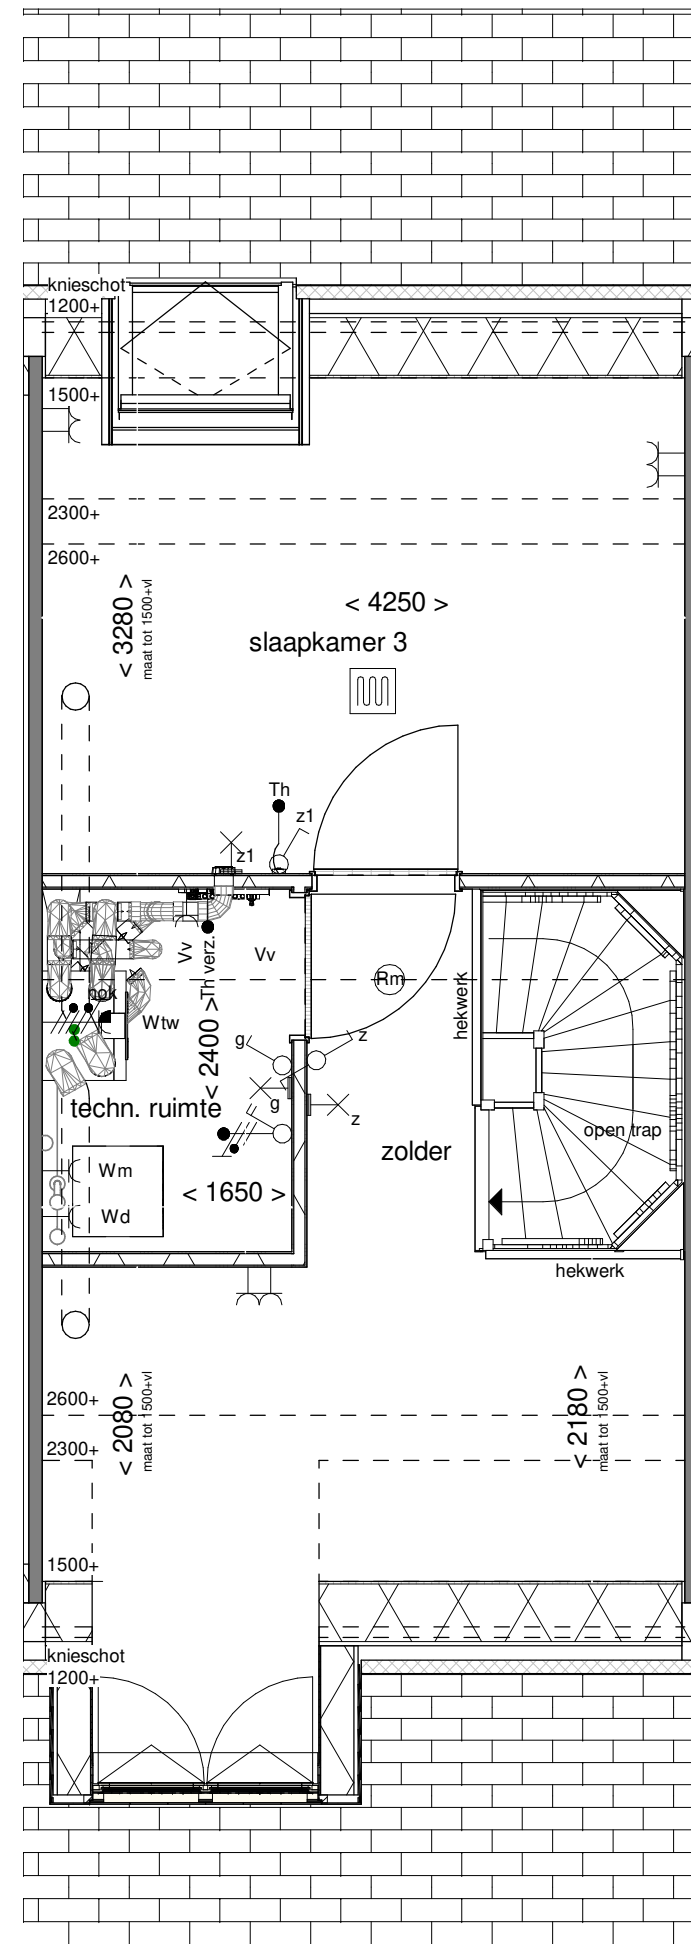 knieschot
1200+
1500+
2300+
2600+
< 3280 >
maat tot 1500+vl
< 4250 >
slaapkamer 3
Th
z1
z1
Vv
Th verz.
Vv
Rm
hekwerk
nok
Wtw
< 2400 >
g
z
techn. ruimte
g
z
open trap
zolder
Wm
< 1650 >
Wd
hekwerk
2600+
< 2080 >
maat tot 1500+vl
< 2180 >
maat tot 1500+vl
2300+
1500+
knieschot
1200+